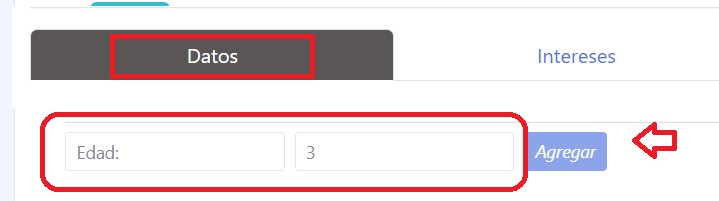 Datos Intereses
Edad: 3 Agregar